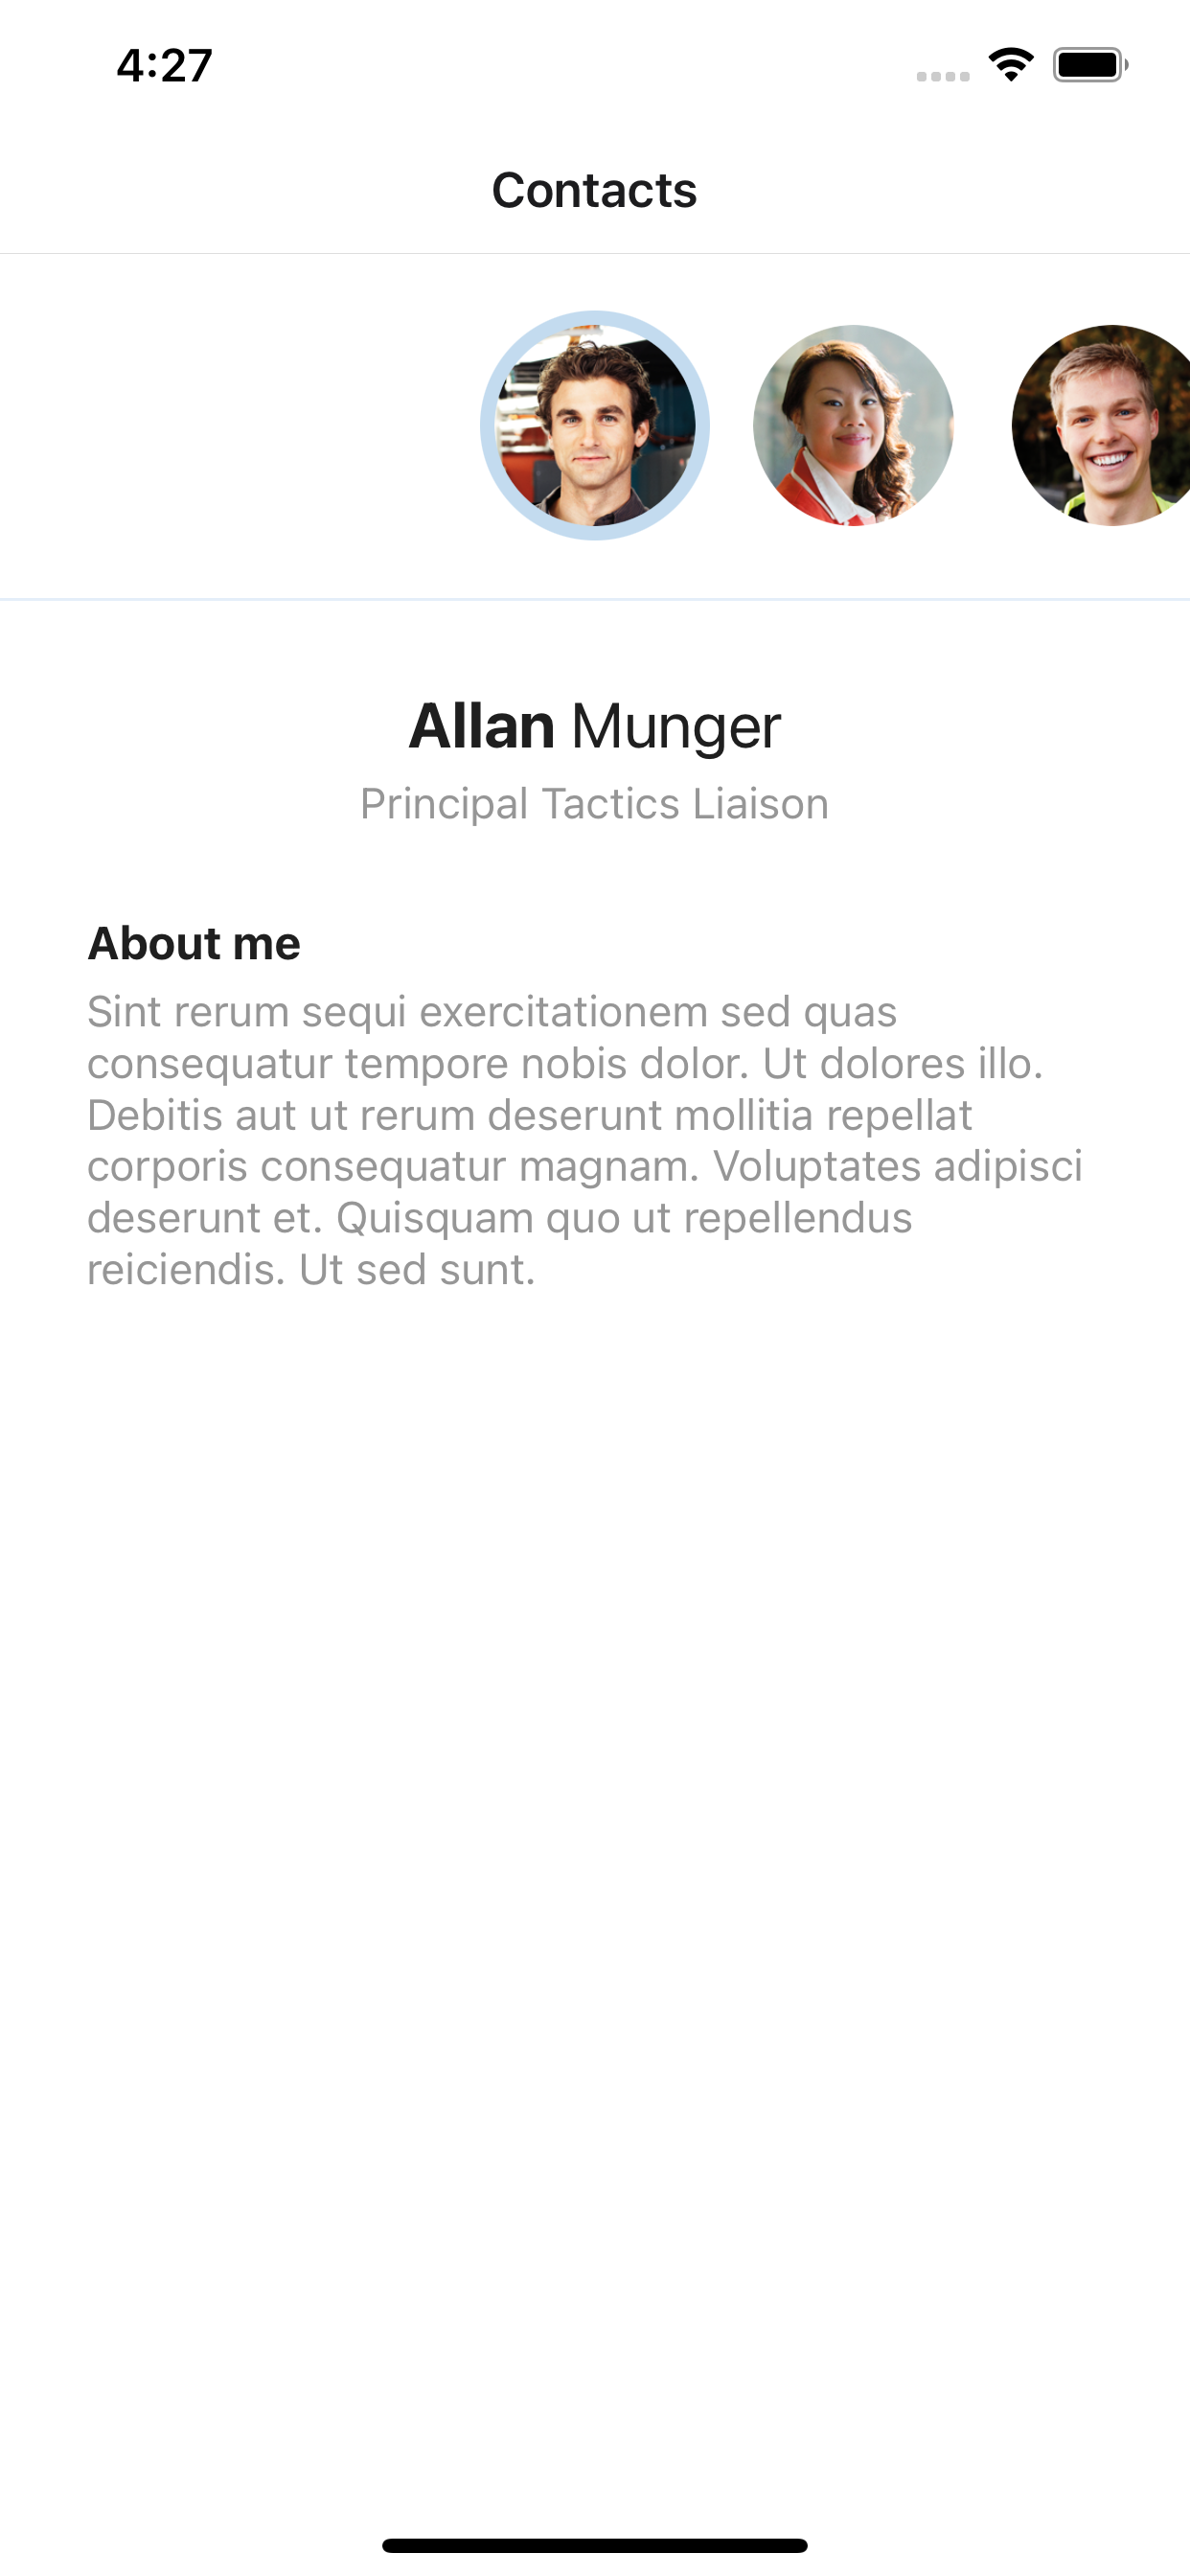 4:27
Contacts
Allan Munger
Principal Tactics Liaison
About me
Sint rerum sequi exercitationem sed quas
consequatur tempore nobis dolor. Ut dolores illo.
Debitis aut ut rerum deserunt mollitia repellat
corporis consequatur magnam. Voluptates adipisci
deserunt et. Quisquam quo ut repellendus
reiciendis. Ut sed sunt.